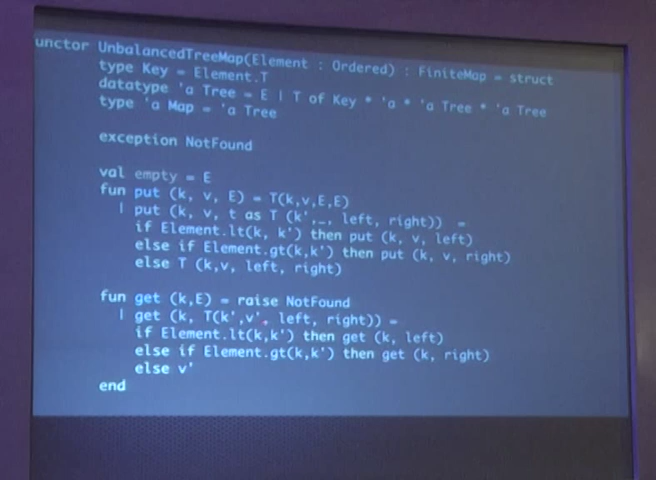 unctor UnbalancedTreeMap(Element : Ordered) : FiniteMap = struct
type Key = Element.T
datatype 'a Tree = E | T of Key * 'a * 'a Tree * 'a Tree
type 'a Map = 'a Tree
exception NotFound
val empty = E
fun put (k, v, E) = T(k,v,E,E)
| put (k, v, t as T (k',_, left, right)) =
if Element.lt(k, k') then put (k, v, left)
else if Element.gt(k,k') then put (k, v, right)
else T (k,v, left, right)
fun get (k,E) = raise NotFound
| get (k, T(k',v', left, right)) =
if Element.lt(k,k') then get (k, left)
else if Element.gt(k,k') then get (k, right)
else v'
end